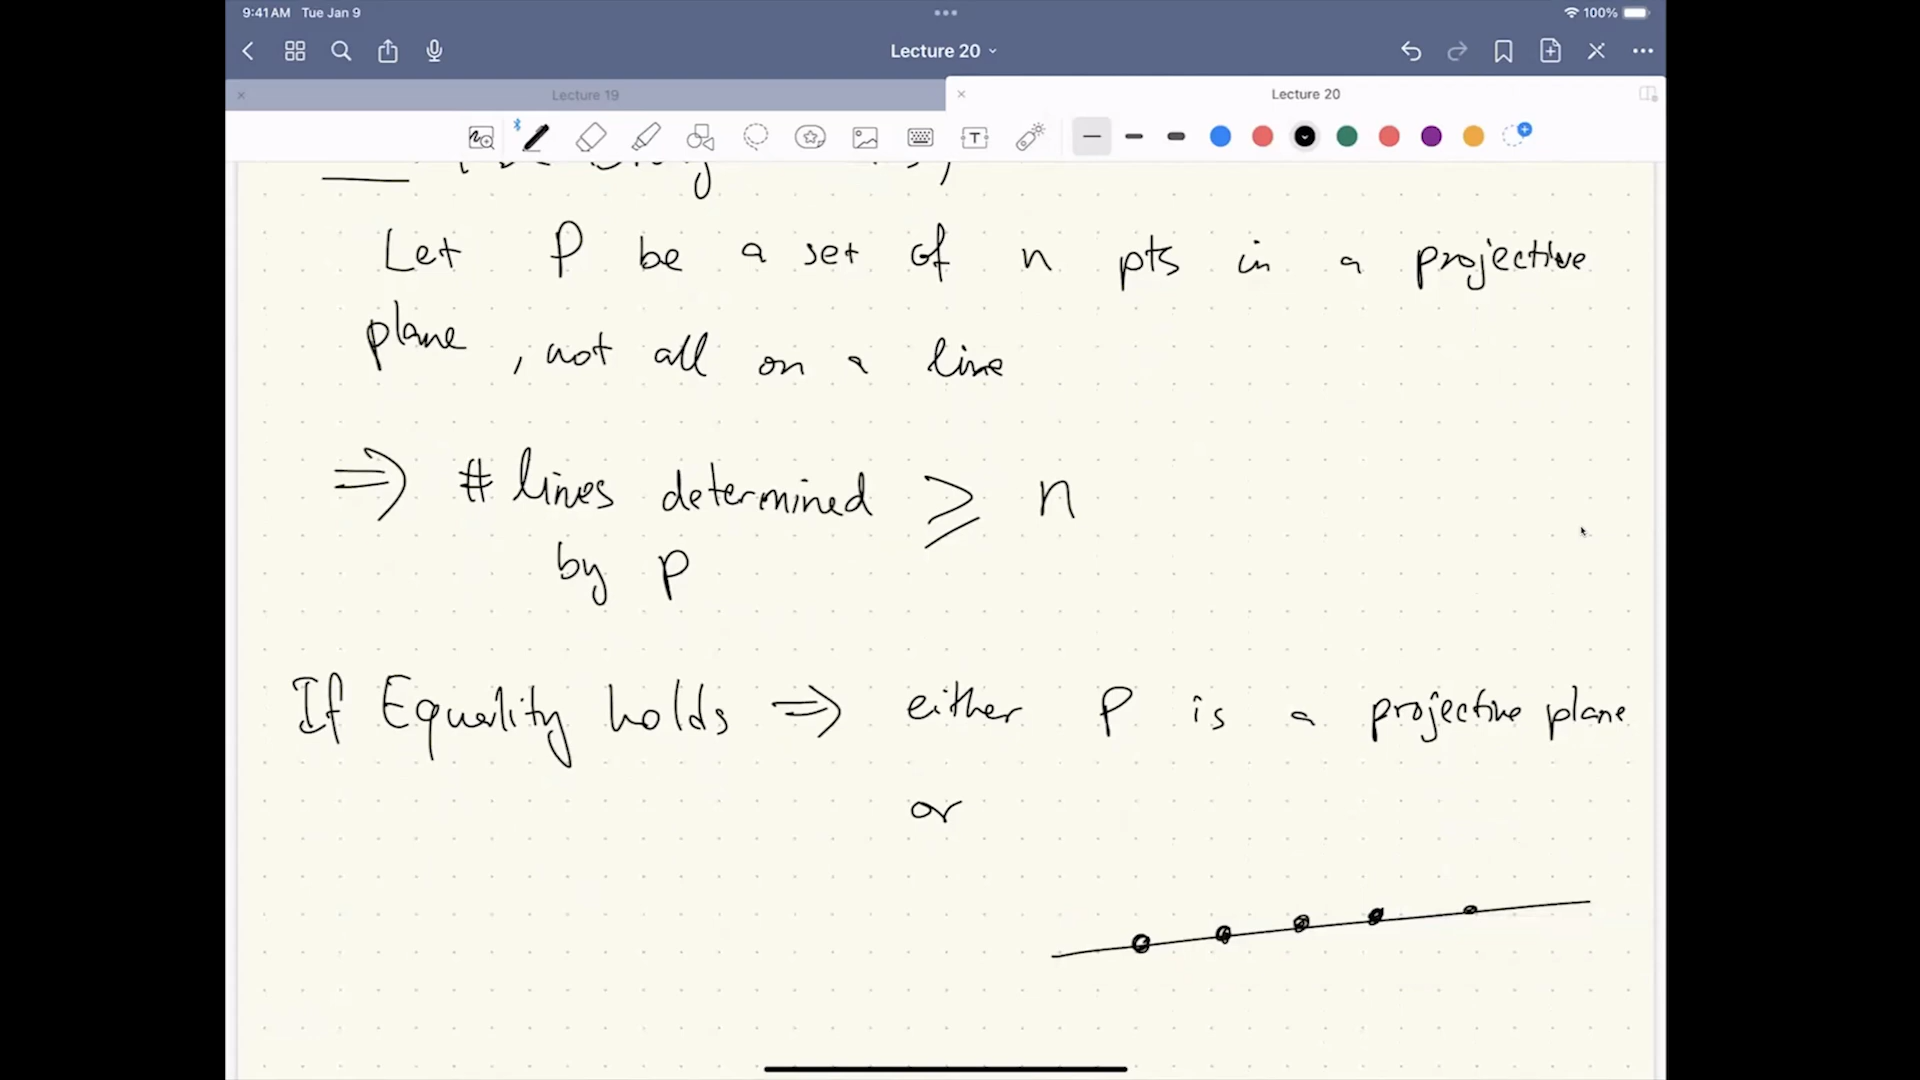 9:41 AM Tue Jan 9
100%
Lecture 20
Lecture 19
Lecture 20
Let P be a set of n pts in a projective
plane, not all on a line
⇒ # lines determined ≥ n
by P
If Equality holds ⇒ either P is a projective plane
or